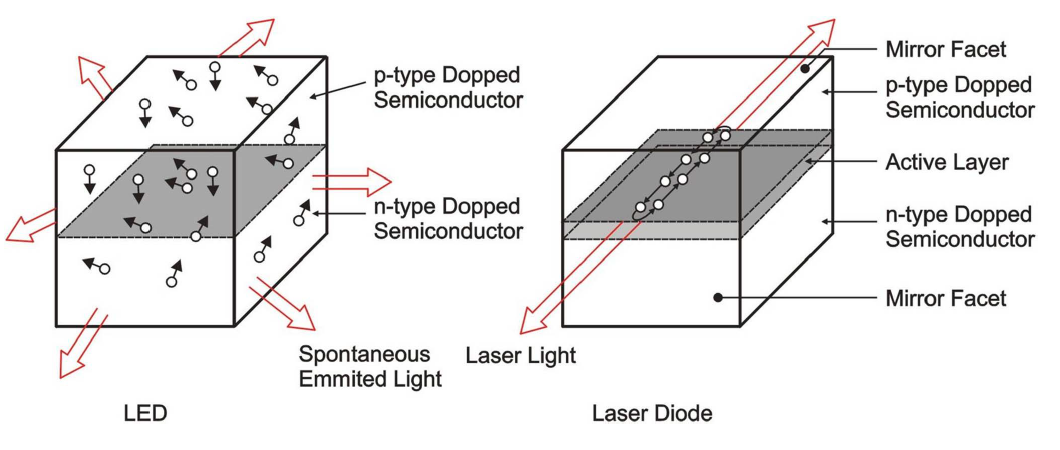 p-type Dopped
Semiconductor
n-type Dopped
Semiconductor
Spontaneous
Emmited Light
LED
Mirror Facet
p-type Dopped
Semiconductor
Active Layer
n-type Dopped
Semiconductor
Mirror Facet
Laser Light
Laser Diode